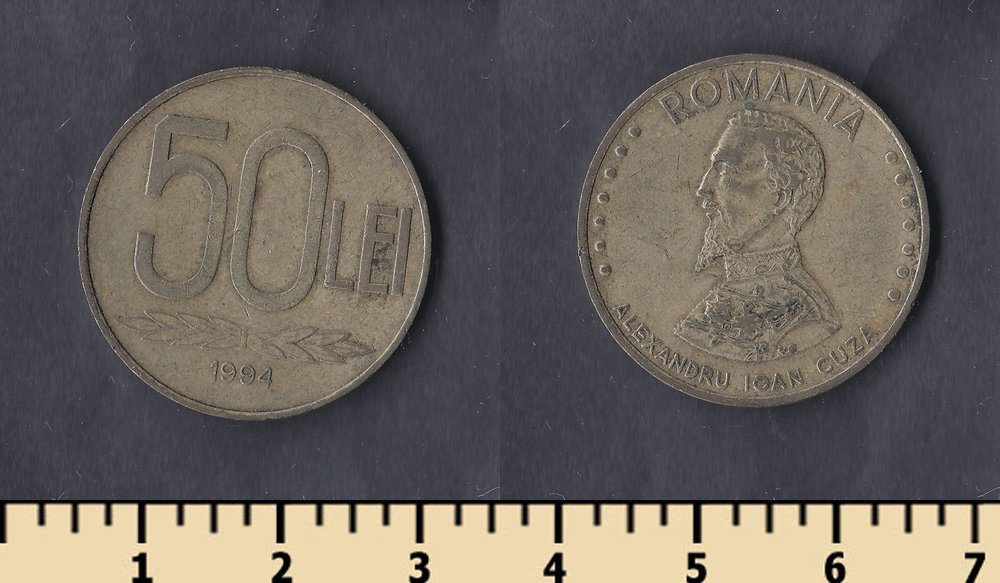 50 LEI
1994
ROMANIA
ALEXANDRU IOAN CUZA
1 2 3 4 5 6 7